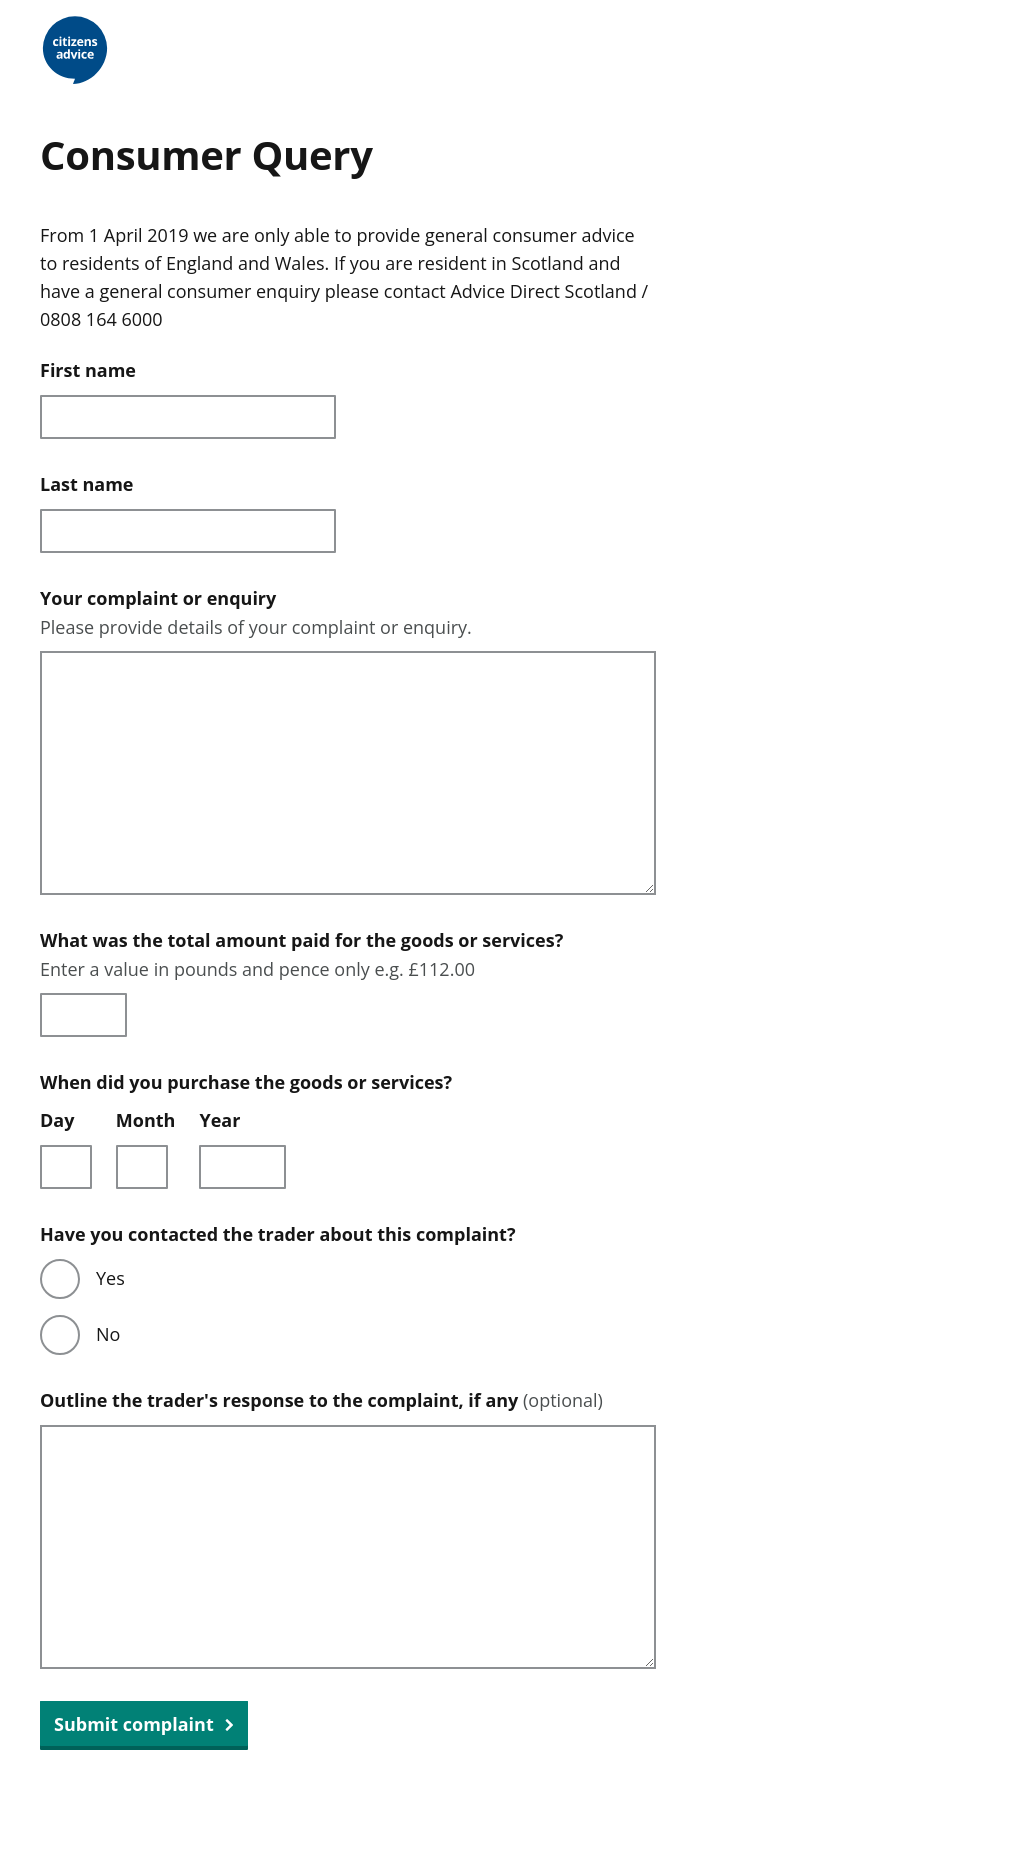 citizens
advice
Consumer Query
From 1 April 2019 we are only able to provide general consumer advice
to residents of England and Wales. If you are resident in Scotland and
have a general consumer enquiry please contact Advice Direct Scotland /
0808 164 6000
First name
Last name
Your complaint or enquiry
Please provide details of your complaint or enquiry.
What was the total amount paid for the goods or services?
Enter a value in pounds and pence only e.g. £112.00
When did you purchase the goods or services?
Day Month Year
Have you contacted the trader about this complaint?
Yes
No
Outline the trader's response to the complaint, if any (optional)
Submit complaint